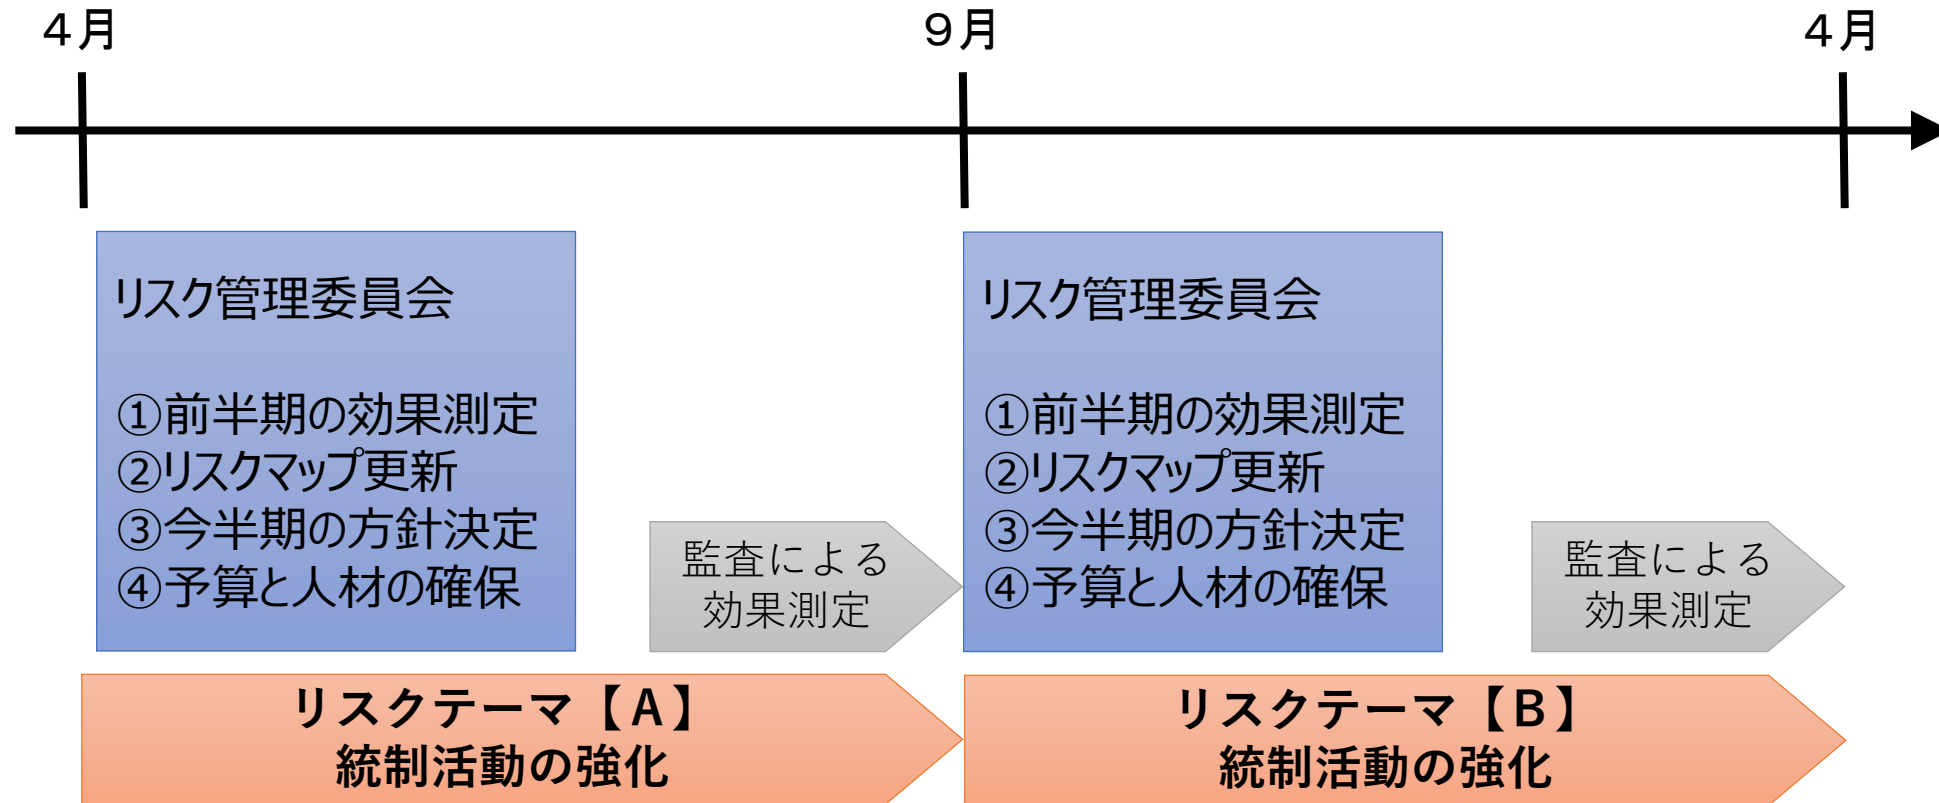 ４月
９月
４月
リスク管理委員会
①前半期の効果測定
②リスクマップ更新
③今半期の方針決定
④予算と人材の確保
監査による
効果測定
リスク管理委員会
①前半期の効果測定
②リスクマップ更新
③今半期の方針決定
④予算と人材の確保
監査による
効果測定
リスクテーマ【Ａ】
統制活動の強化
リスクテーマ【Ｂ】
統制活動の強化